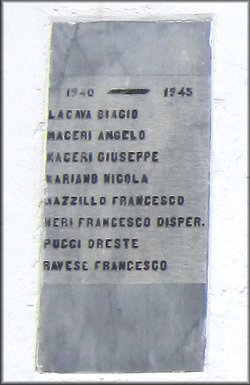 1940 — 1945
LACAVA BIAGIO
MACERI ANGELO
MACERI GIUSEPPE
MARIANO NICOLA
MAZZILLO FRANCESCO
NERI FRANCESCO DISPER.
PUCCI ORESTE
RAVESE FRANCESCO